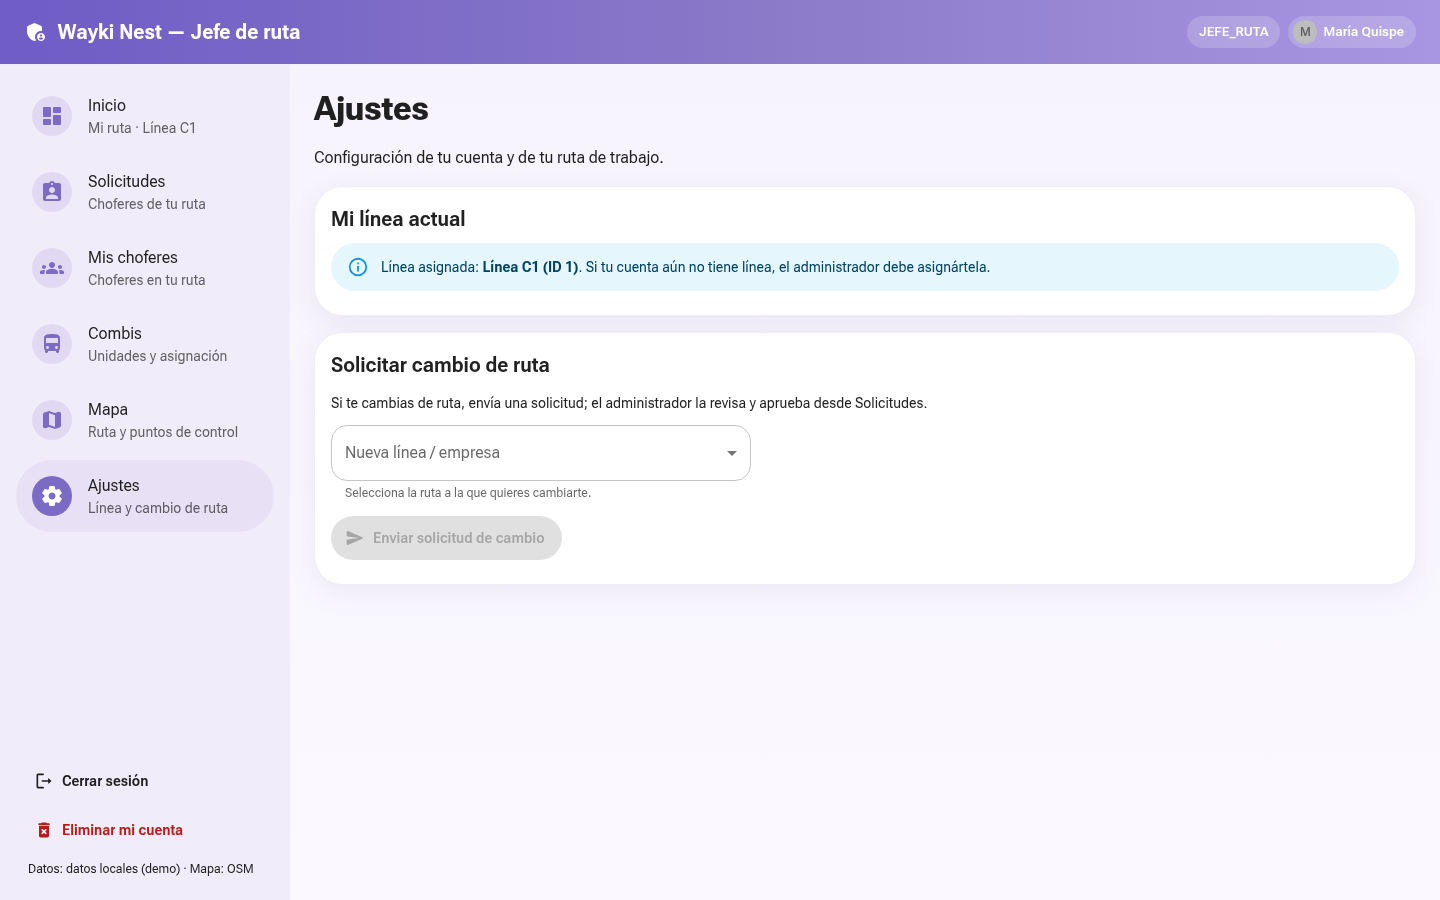 Wayki Nest — Jefe de ruta
JEFE_RUTA
M
María Quispe
Inicio
Mi ruta · Línea C1
Solicitudes
Choferes de tu ruta
Mis choferes
Choferes en tu ruta
Combis
Unidades y asignación
Mapa
Ruta y puntos de control
Ajustes
Línea y cambio de ruta
Cerrar sesión
Eliminar mi cuenta
Datos: datos locales (demo) · Mapa: OSM
Ajustes
Configuración de tu cuenta y de tu ruta de trabajo.
Mi línea actual
Línea asignada: Línea C1 (ID 1). Si tu cuenta aún no tiene línea, el administrador debe asignártela.
Solicitar cambio de ruta
Si te cambias de ruta, envía una solicitud; el administrador la revisa y aprueba desde Solicitudes.
Nueva línea / empresa
Selecciona la ruta a la que quieres cambiarte.
Enviar solicitud de cambio